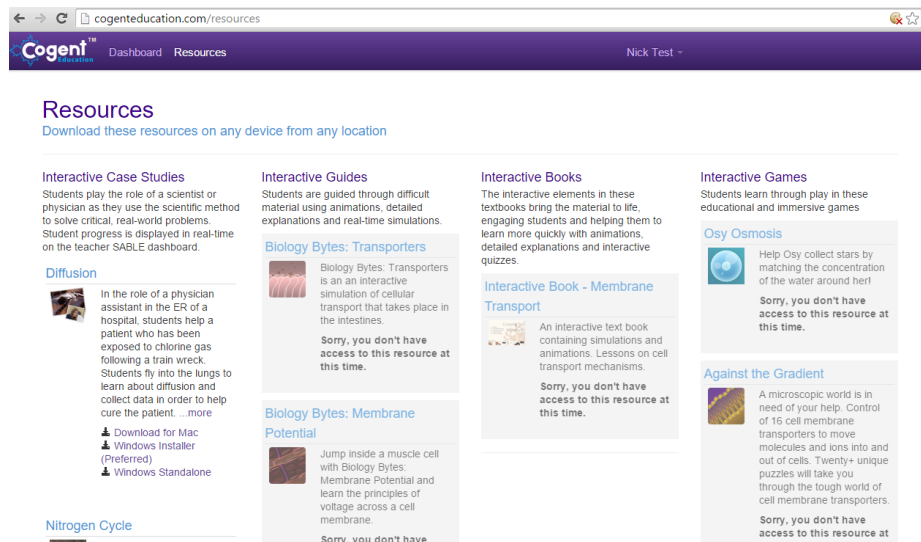 cogenteducation.com/resources
Cogent™
Education
Dashboard Resources
Nick Test
Resources
Download these resources on any device from any location
Interactive Case Studies
Students play the role of a scientist or
physician as they use the scientific method
to solve critical, real-world problems.
Student progress is displayed in real-time
on the teacher SABLE dashboard.
Diffusion
In the role of a physician
assistant in the ER of a
hospital, students help a
patient who has been
exposed to chlorine gas
following a train wreck.
Students fly into the lungs to
learn about diffusion and
collect data in order to help
cure the patient. ...more
Download for Mac
Windows Installer
(Preferred)
Windows Standalone
Nitrogen Cycle
Interactive Guides
Students are guided through difficult
material using animations, detailed
explanations and real-time simulations.
Biology Bytes: Transporters
Biology Bytes: Transporters
is an an interactive
simulation of cellular
transport that takes place in
the intestines.
Sorry, you don't have
access to this resource at
this time.
Biology Bytes: Membrane
Potential
Jump inside a muscle cell
with Biology Bytes:
Membrane Potential and
learn the principles of
voltage across a cell
membrane.
Sorry, you don't have
Interactive Books
The interactive elements in these
textbooks bring the material to life,
engaging students and helping them to
learn more quickly with animations,
detailed explanations and interactive
quizzes.
Interactive Book - Membrane
Transport
An interactive text book
containing simulations and
animations. Lessons on cell
transport mechanisms.
Sorry, you don't have
access to this resource at
this time.
Interactive Games
Students learn through play in these
educational and immersive games
Osy Osmosis
Help Osy collect stars by
matching the concentration
of the water around her!
Sorry, you don't have
access to this resource at
this time.
Against the Gradient
A microscopic world is in
need of your help. Control
of 16 cell membrane
transporters to move
molecules and ions into and
out of cells. Twenty+ unique
puzzles will take you
through the tough world of
cell membrane transporters.
Sorry, you don't have
access to this resource at